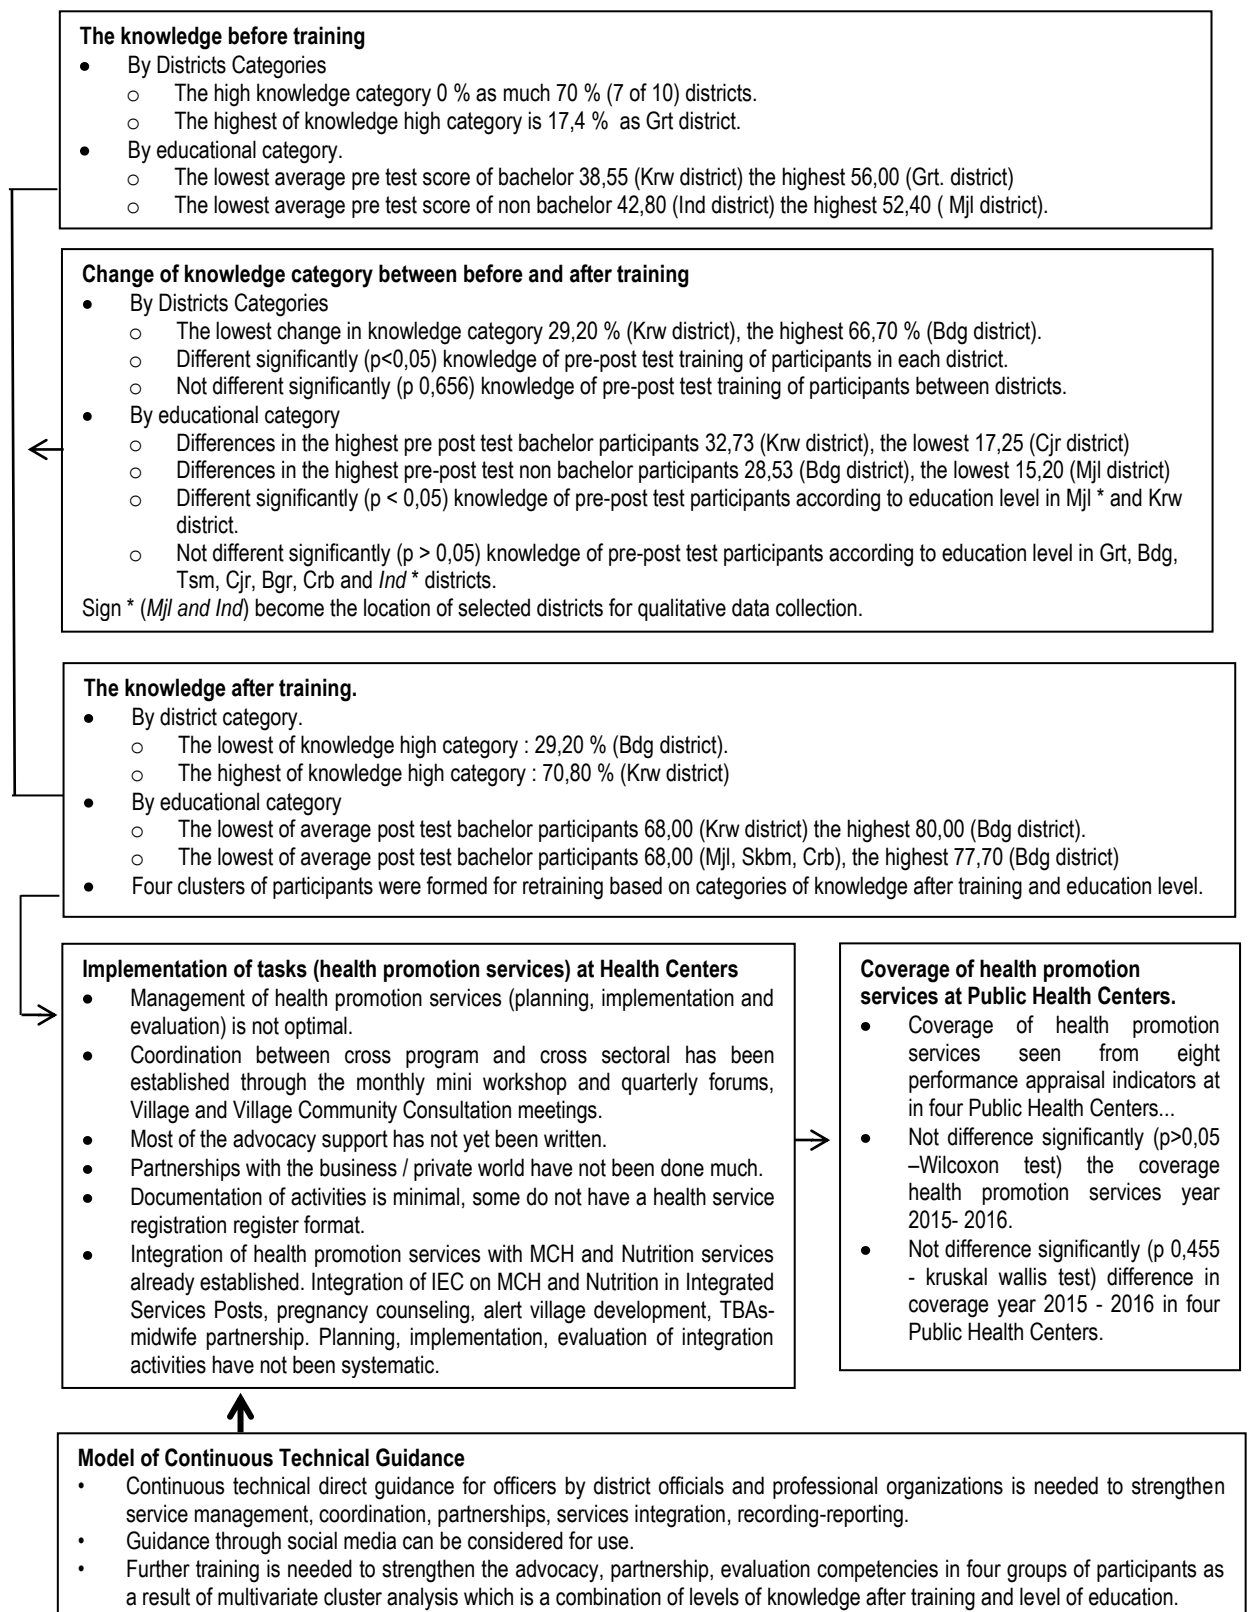 The knowledge before training
● By Districts Categories
o The high knowledge category 0 % as much 70 % (7 of 10) districts.
o The highest of knowledge high category is 17,4 % as Grt district.
● By educational category.
o The lowest average pre test score of bachelor 38,55 (Krw district) the highest 56,00 (Grt. district)
o The lowest average pre test score of non bachelor 42,80 (Ind district) the highest 52,40 ( Mjl district).
Change of knowledge category between before and after training
● By Districts Categories
o The lowest change in knowledge category 29,20 % (Krw district), the highest 66,70 % (Bdg district).
o Different significantly (p<0,05) knowledge of pre-post test training of participants in each district.
o Not different significantly (p 0,656) knowledge of pre-post test training of participants between districts.
● By educational category
o Differences in the highest pre post test bachelor participants 32,73 (Krw district), the lowest 17,25 (Cjr district)
o Differences in the highest pre-post test non bachelor participants 28,53 (Bdg district), the lowest 15,20 (Mjl district)
o Different significantly (p < 0,05) knowledge of pre-post test participants according to education level in Mjl * and Krw
district.
o Not different significantly (p > 0,05) knowledge of pre-post test participants according to education level in Grt, Bdg,
Tsm, Cjr, Bgr, Crb and Ind * districts.
Sign * (Mjl and Ind) become the location of selected districts for qualitative data collection.
The knowledge after training.
● By district category.
o The lowest of knowledge high category : 29,20 % (Bdg district).
o The highest of knowledge high category : 70,80 % (Krw district)
● By educational category
o The lowest of average post test bachelor participants 68,00 (Krw district) the highest 80,00 (Bdg district).
o The lowest of average post test bachelor participants 68,00 (Mjl, Skbm, Crb), the highest 77,70 (Bdg district)
● Four clusters of participants were formed for retraining based on categories of knowledge after training and education level.
Implementation of tasks (health promotion services) at Health Centers
● Management of health promotion services (planning, implementation and
evaluation) is not optimal.
● Coordination between cross program and cross sectoral has been
established through the monthly mini workshop and quarterly forums,
Village and Village Community Consultation meetings.
● Most of the advocacy support has not yet been written.
● Partnerships with the business / private world have not been done much.
● Documentation of activities is minimal, some do not have a health service
registration register format.
● Integration of health promotion services with MCH and Nutrition services
already established. Integration of IEC on MCH and Nutrition in Integrated
Services Posts, pregnancy counseling, alert village development, TBAs-
midwife partnership. Planning, implementation, evaluation of integration
activities have not been systematic.
Coverage of health promotion
services at Public Health Centers.
● Coverage of health promotion
services seen from eight
performance appraisal indicators at
in four Public Health Centers...
● Not difference significantly (p>0,05
–Wilcoxon test) the coverage
health promotion services year
2015- 2016.
● Not difference significantly (p 0,455
- kruskal wallis test) difference in
coverage year 2015 - 2016 in four
Public Health Centers.
Model of Continuous Technical Guidance
• Continuous technical direct guidance for officers by district officials and professional organizations is needed to strengthen
service management, coordination, partnerships, services integration, recording-reporting.
• Guidance through social media can be considered for use.
• Further training is needed to strengthen the advocacy, partnership, evaluation competencies in four groups of participants as
a result of multivariate cluster analysis which is a combination of levels of knowledge after training and level of education.